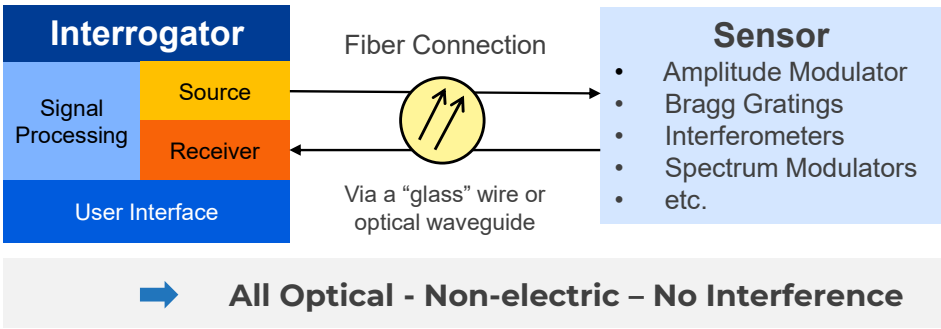 Interrogator
Signal
Processing
Source
Receiver
User Interface
Fiber Connection
Via a “glass” wire or
optical waveguide
Sensor
• Amplitude Modulator
• Bragg Gratings
• Interferometers
• Spectrum Modulators
• etc.
All Optical - Non-electric – No Interference